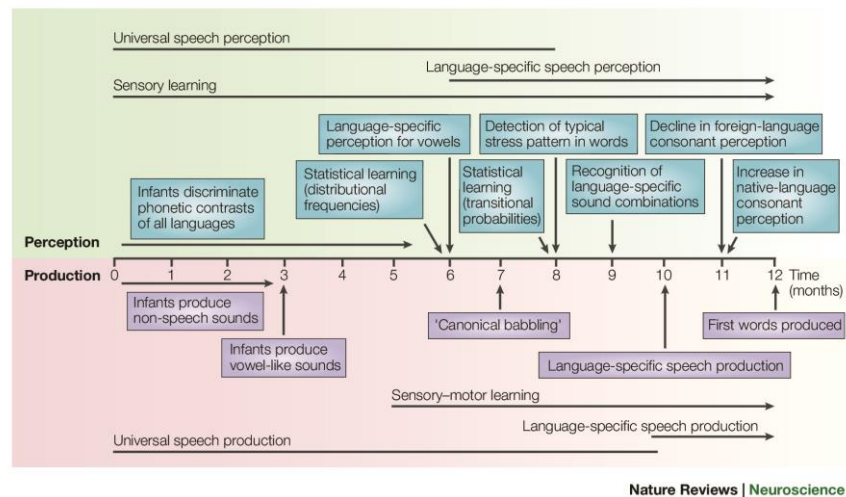 Universal speech perception
Language-specific speech perception
Sensory learning
Language-specific
perception for vowels
Detection of typical
stress pattern in words
Decline in foreign-language
consonant perception
Infants discriminate
phonetic contrasts
of all languages
Statistical learning
(distributional
frequencies)
Statistical
learning
(transitional
probabilities)
Recognition of
language-specific
sound combinations
Increase in
native-language
consonant
perception
Perception
Production
0 1 2 3 4 5 6 7 8 9 10 11 12 Time
(months)
Infants produce
non-speech sounds
Infants produce
vowel-like sounds
'Canonical babbling'
First words produced
Language-specific speech production
Sensory–motor learning
Language-specific speech production
Universal speech production
Nature Reviews | Neuroscience